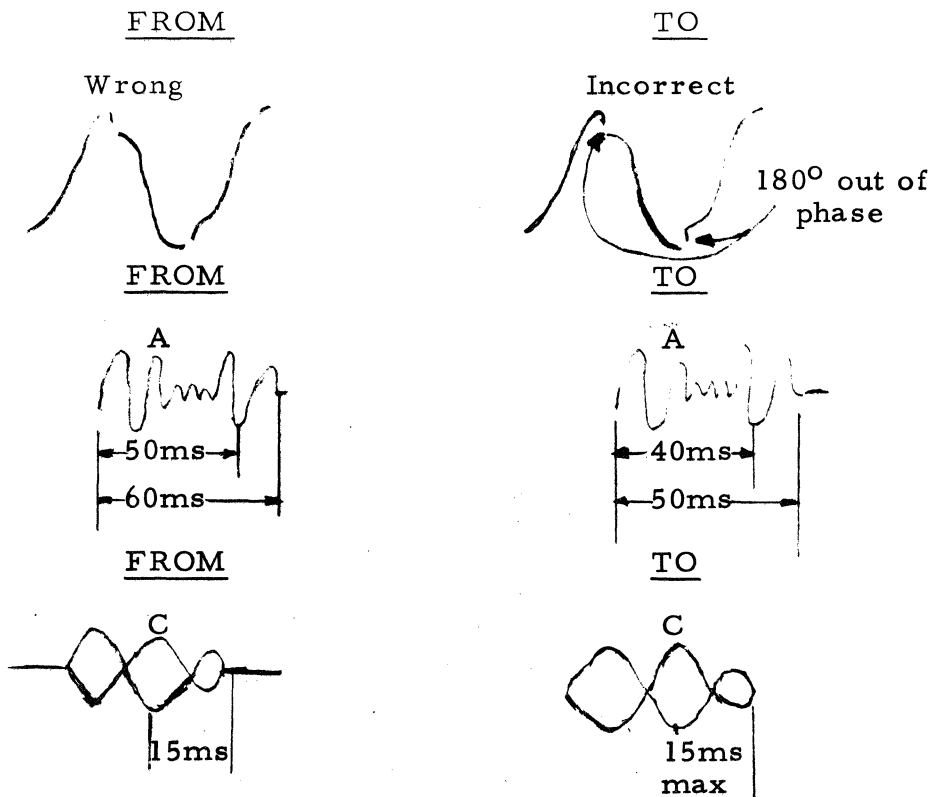 FROM TO
Wrong Incorrect
180° out of
phase
FROM TO
A A
50ms 40ms
60ms 50ms
FROM TO
C C
15ms 15ms
max